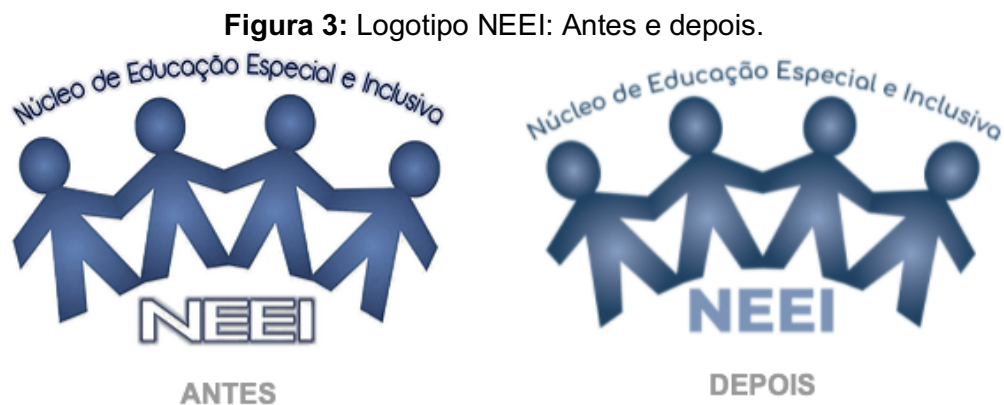 Figura 3: Logotipo NEEI: Antes e depois.
Núcleo de Educação Especial e Inclusiva
NEEI
ANTES
Núcleo de Educação Especial e Inclusiva
NEEI
DEPOIS